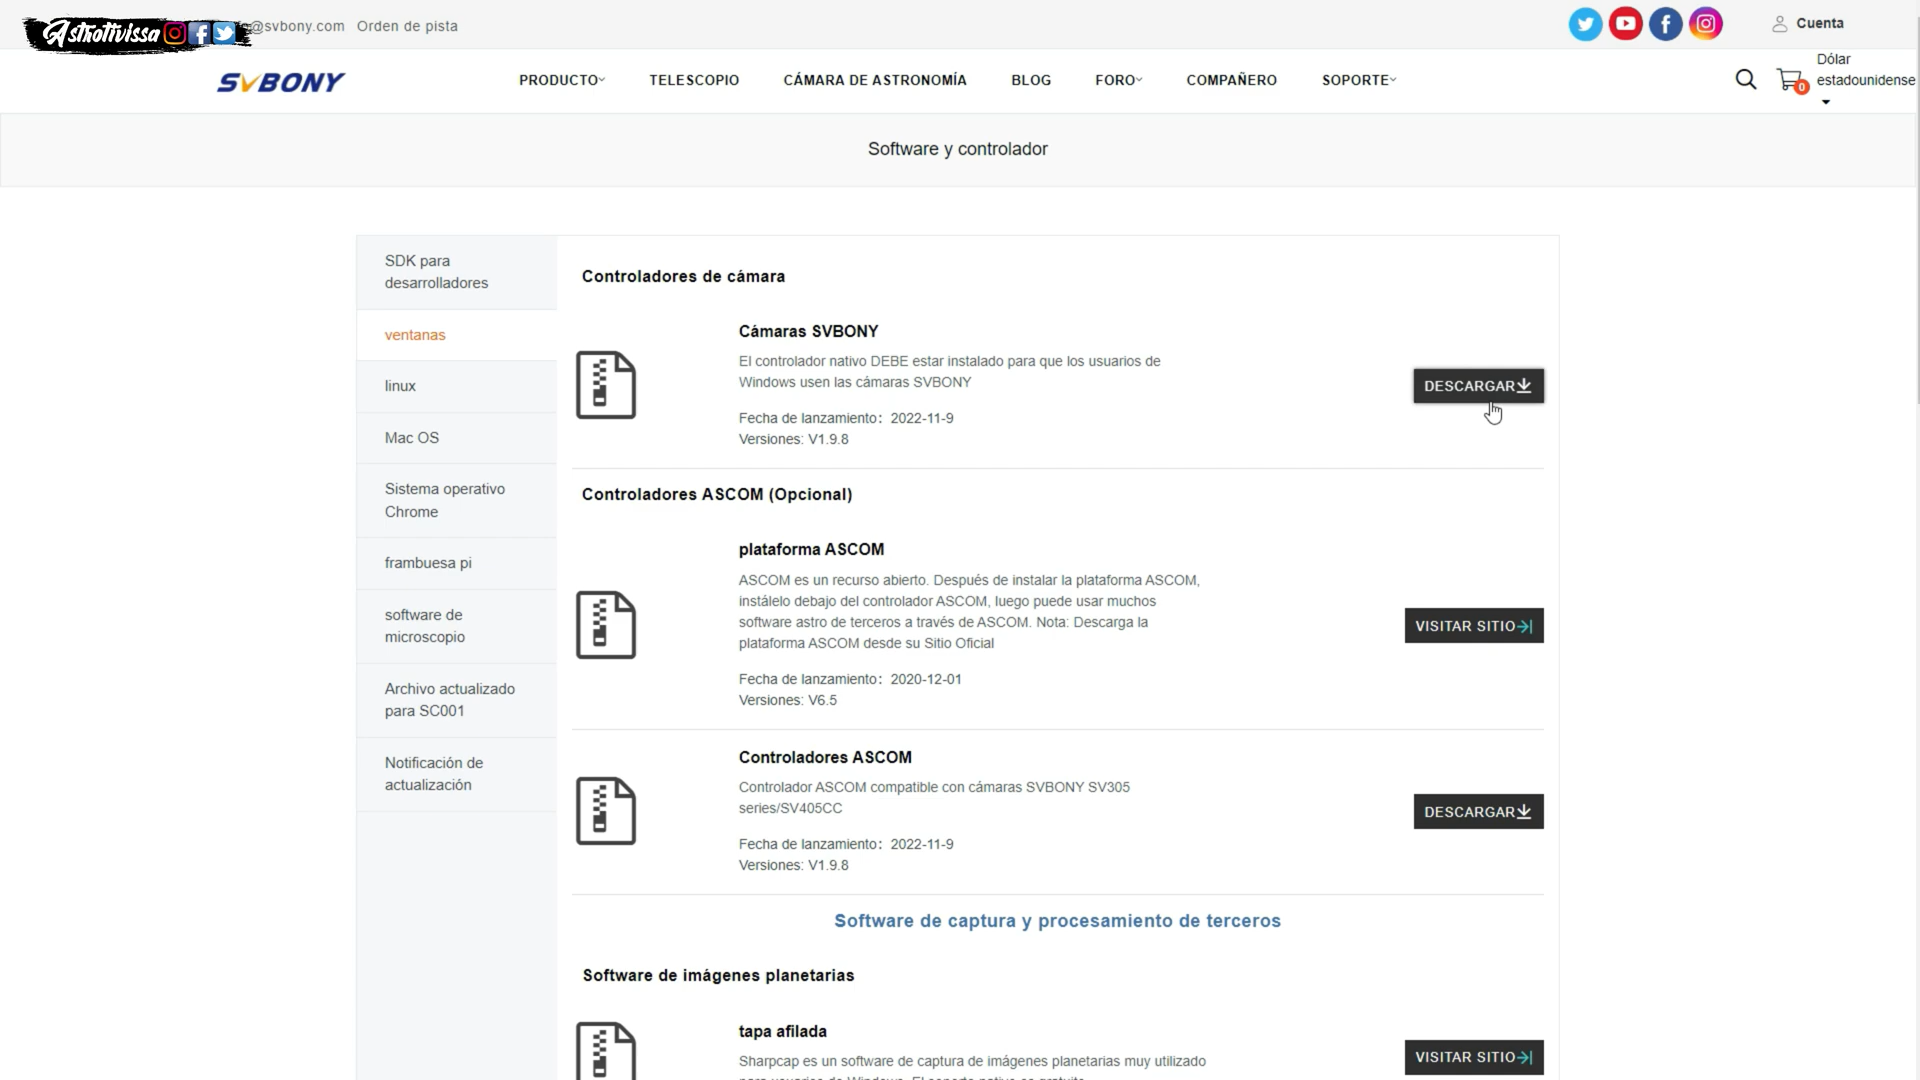 Astrotivissa
@svbony.com Orden de pista
Cuenta
SVBONY
PRODUCTO TELESCOPIO CÁMARA DE ASTRONOMÍA BLOG FORO COMPAÑERO SOPORTE
0
Dólar
estadounidense
Software y controlador
SDK para
desarrolladores
ventanas
linux
Mac OS
Sistema operativo
Chrome
frambuesa pi
software de
microscopio
Archivo actualizado
para SC001
Notificación de
actualización
Controladores de cámara
Cámaras SVBONY
El controlador nativo DEBE estar instalado para que los usuarios de
Windows usen las cámaras SVBONY
Fecha de lanzamiento: 2022-11-9
Versiones: V1.9.8
DESCARGAR
Controladores ASCOM (Opcional)
plataforma ASCOM
ASCOM es un recurso abierto. Después de instalar la plataforma ASCOM,
instálelo debajo del controlador ASCOM, luego puede usar muchos
software astro de terceros a través de ASCOM. Nota: Descarga la
plataforma ASCOM desde su Sitio Oficial
Fecha de lanzamiento: 2020-12-01
Versiones: V6.5
VISITAR SITIO
Controladores ASCOM
Controlador ASCOM compatible con cámaras SVBONY SV305
series/SV405CC
Fecha de lanzamiento: 2022-11-9
Versiones: V1.9.8
DESCARGAR
Software de captura y procesamiento de terceros
Software de imágenes planetarias
tapa afilada
Sharpcap es un software de captura de imágenes planetarias muy utilizado
VISITAR SITIO